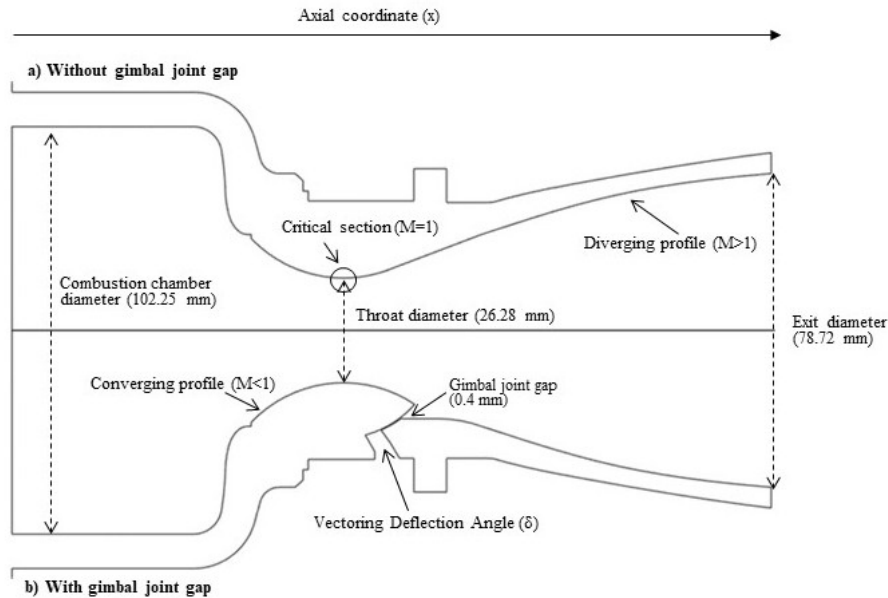 Axial coordinate (x)
a) Without gimbal joint gap
Critical section (M=1)
Diverging profile (M>1)
Combustion chamber
diameter (102.25 mm)
Throat diameter (26.28 mm)
Exit diameter
(78.72 mm)
Converging profile (M<1)
Gimbal joint gap
(0.4 mm)
Vectoring Deflection Angle (δ)
b) With gimbal joint gap